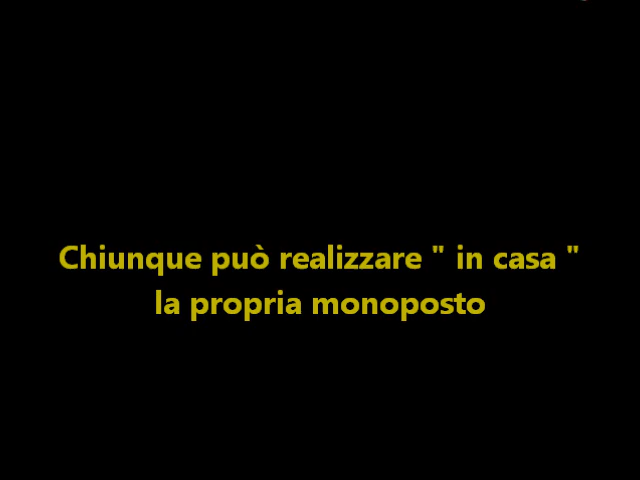 Chiunque può realizzare " in casa "
la propria monoposto